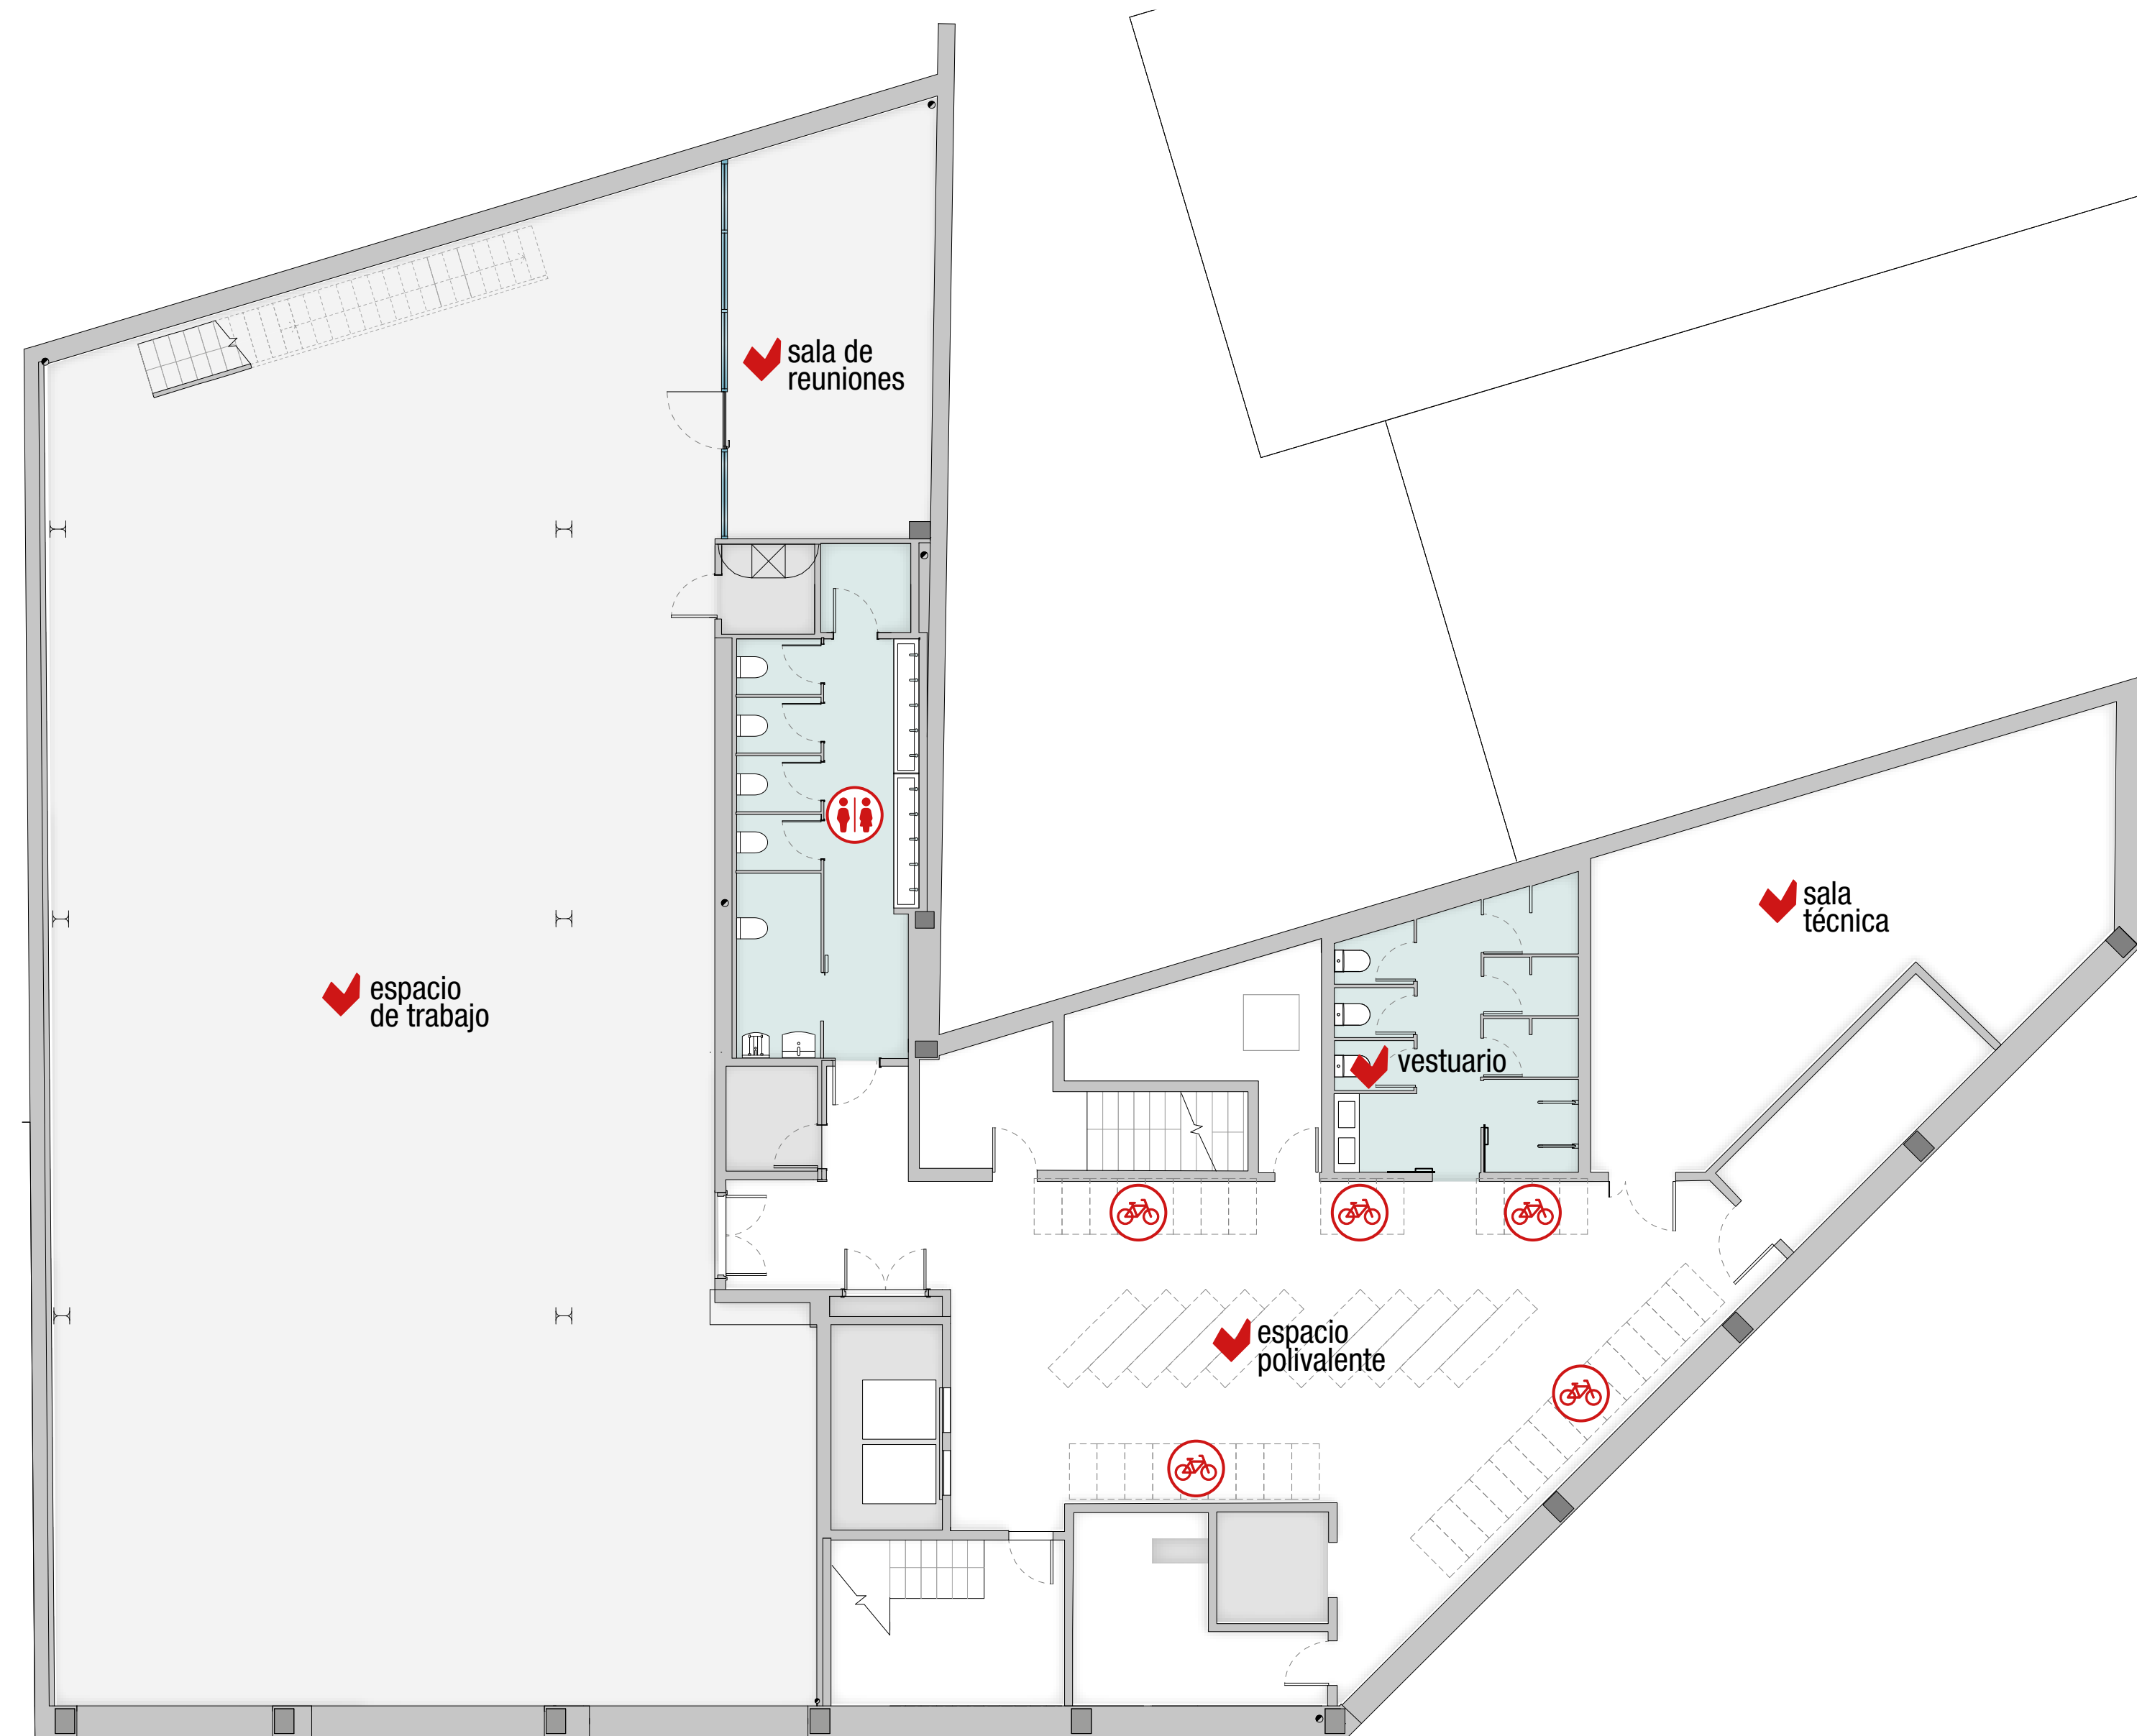 sala de
reuniones
sala
técnica
espacio
de trabajo
vestuario
espacio
polivalente